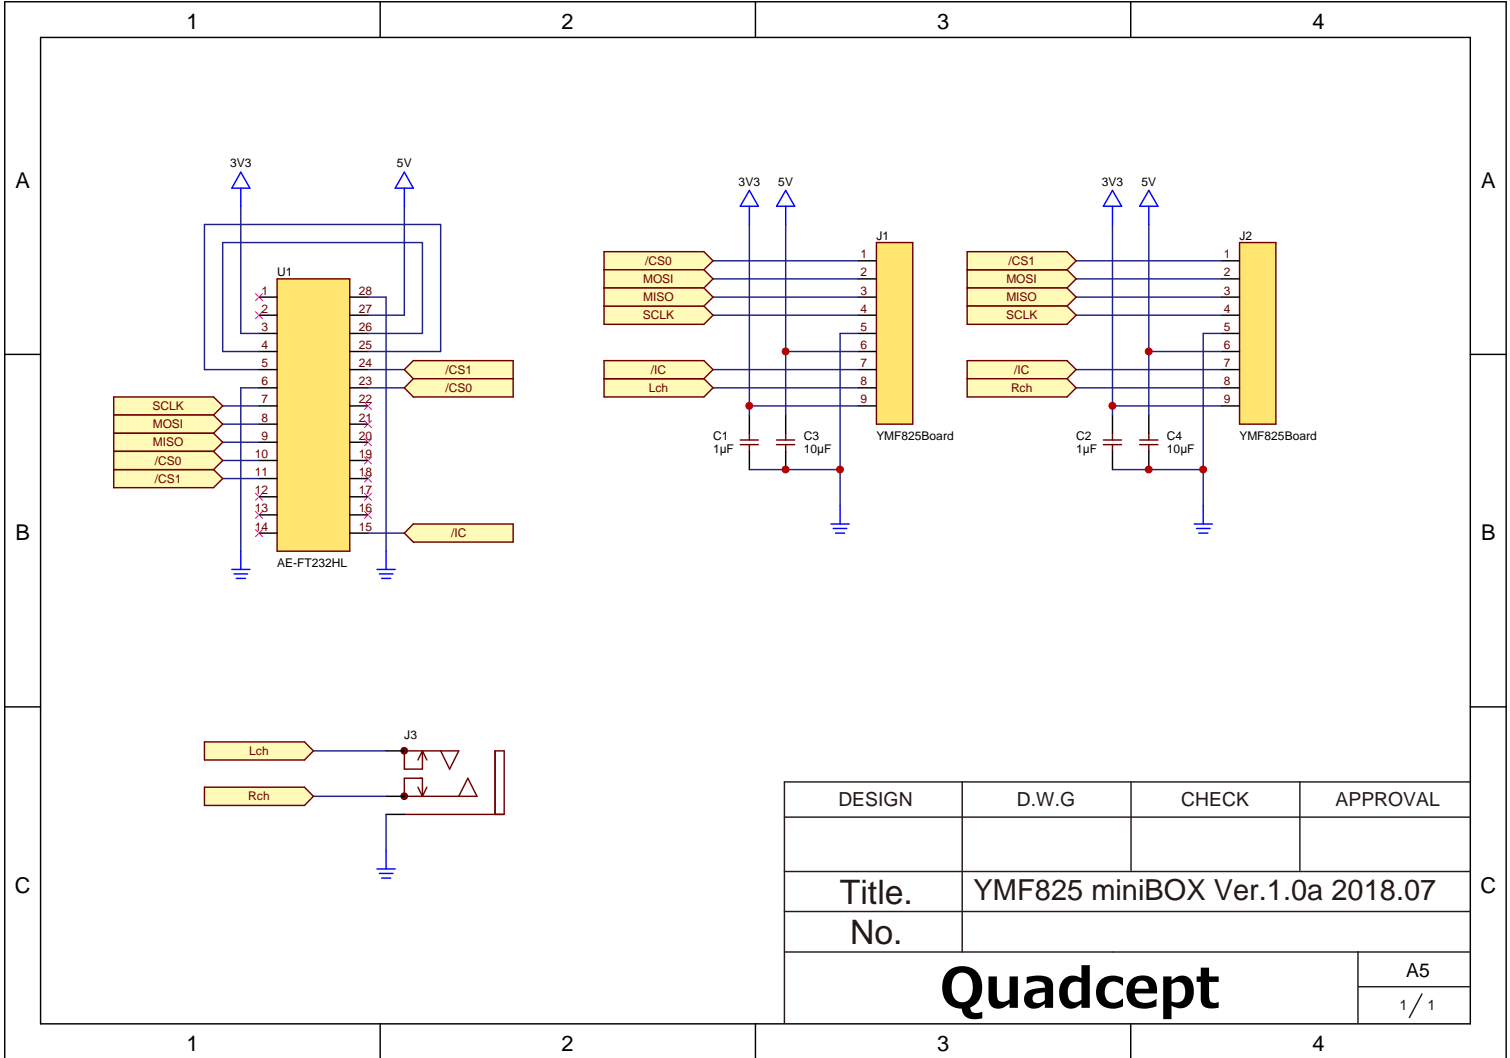 1 2 3 4
A A
3V3 5V
U1
1 28
2 27
3 26
4 25
5 24 /CS1
6 23 /CS0
SCLK 7 22
MOSI 8 21
MISO 9 20
/CS0 10 19
/CS1 11 18
12 17
13 16
14 15 /IC
AE-FT232HL
3V3 5V
J1
/CS0 1
MOSI 2
MISO 3
SCLK 4
5
6
/IC 7
Lch 8
9
C1 1µF
C3 10µF
YMF825Board
3V3 5V
J2
/CS1 1
MOSI 2
MISO 3
SCLK 4
5
6
/IC 7
Rch 8
9
C2 1µF
C4 10µF
YMF825Board
B B
J3
Lch
Rch
C C
DESIGN D.W.G CHECK APPROVAL
Title. YMF825 miniBOX Ver.1.0a 2018.07
No.
Quadcept
A5
1/1
1 2 3 4